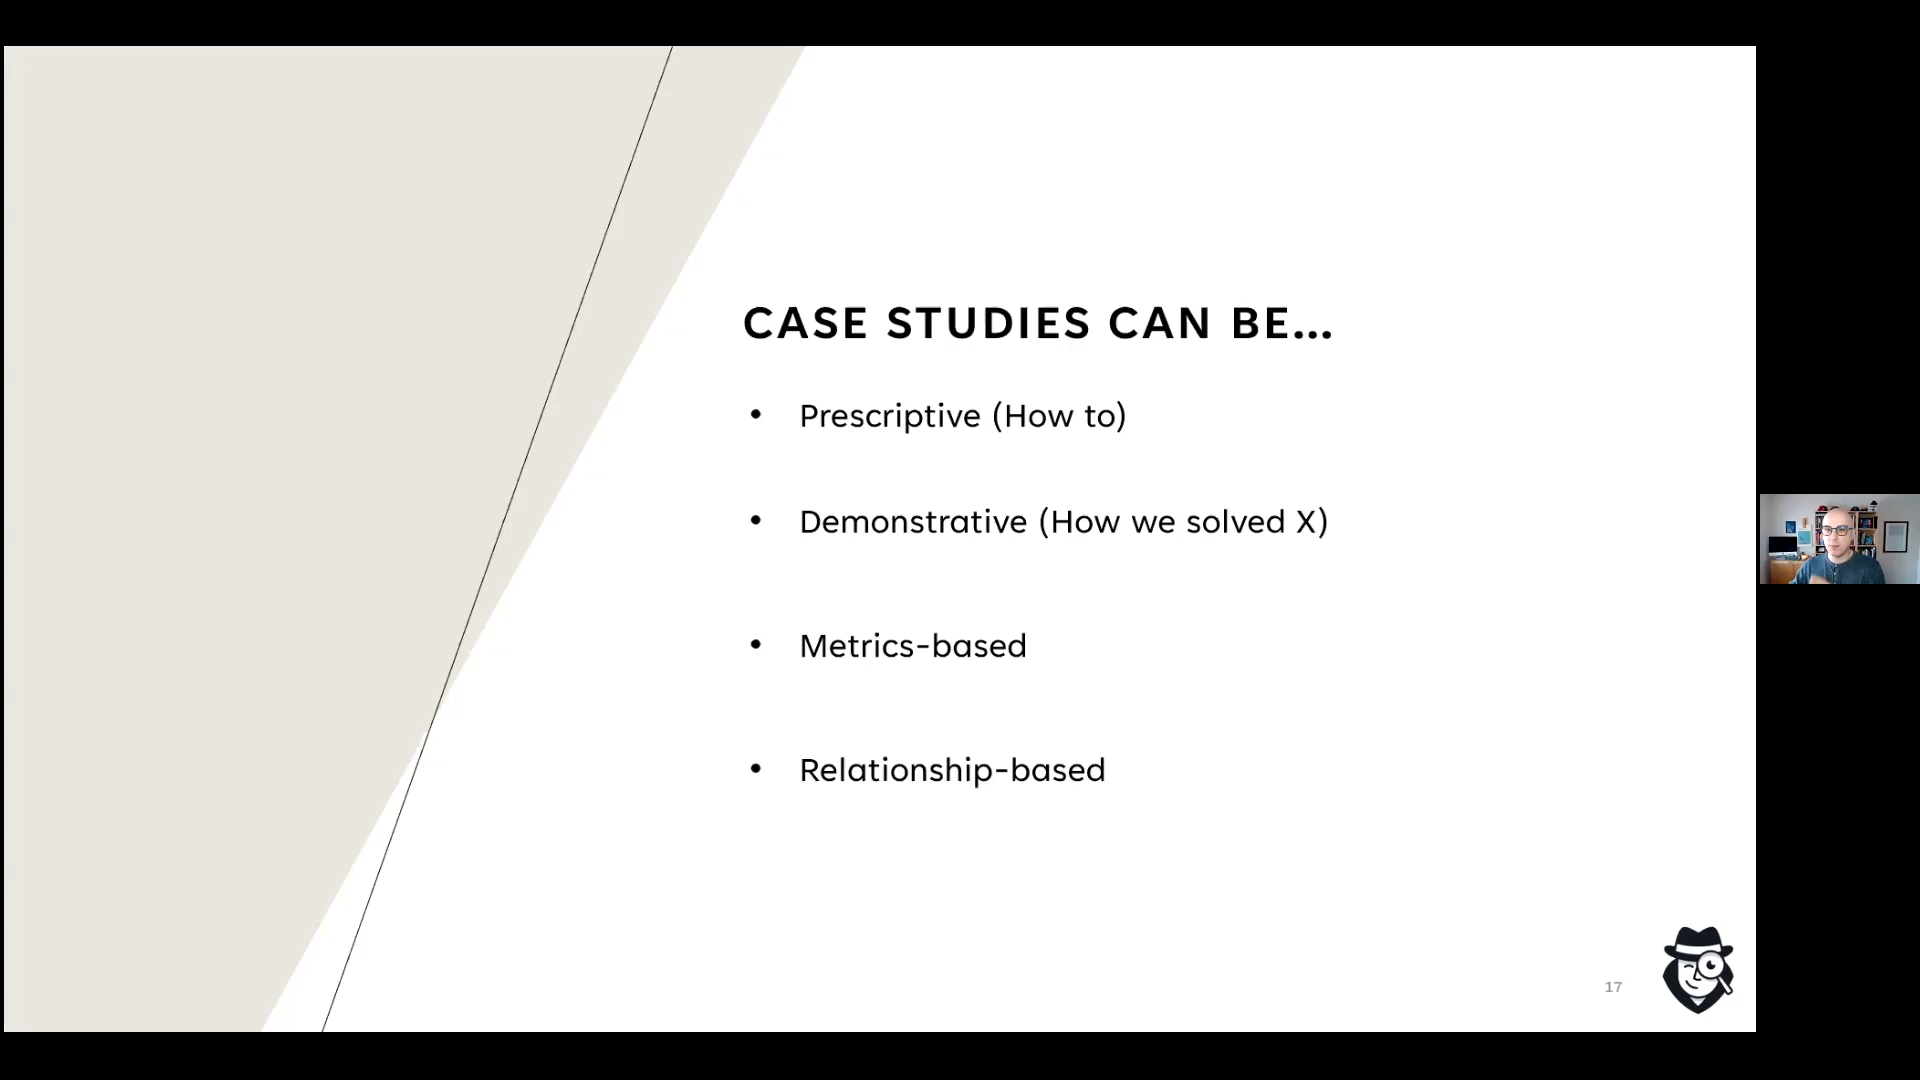 CASE STUDIES CAN BE...
• Prescriptive (How to)
• Demonstrative (How we solved X)
• Metrics-based
• Relationship-based
17